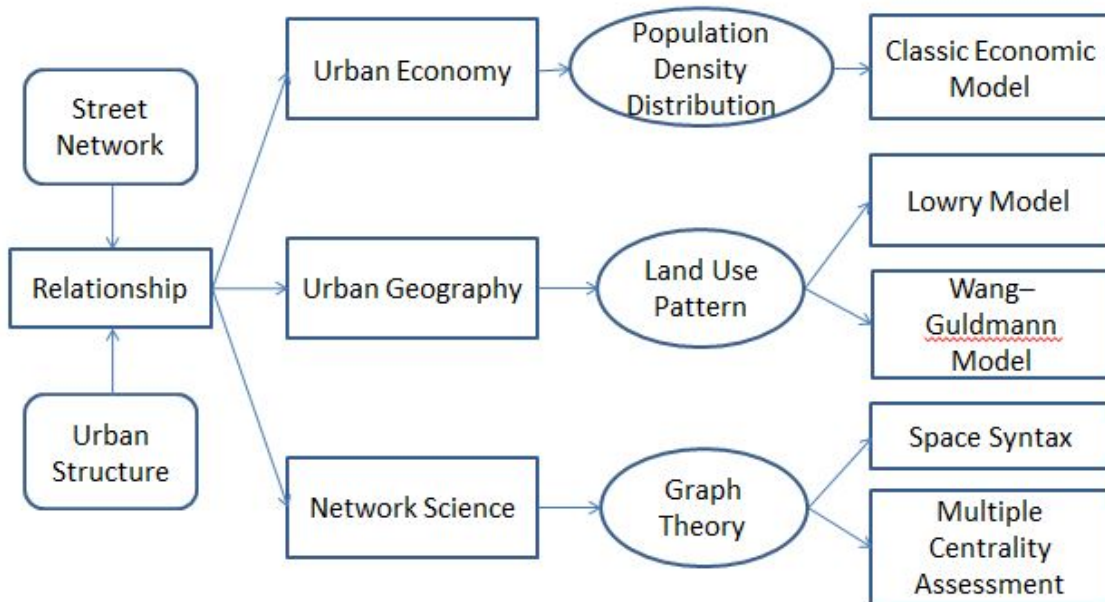 Street
Network
Relationship
Urban
Structure
Urban Economy
Population
Density
Distribution
Classic Economic
Model
Urban Geography
Land Use
Pattern
Lowry Model
Wang–
Guldmann
Model
Network Science
Graph
Theory
Space Syntax
Multiple
Centrality
Assessment